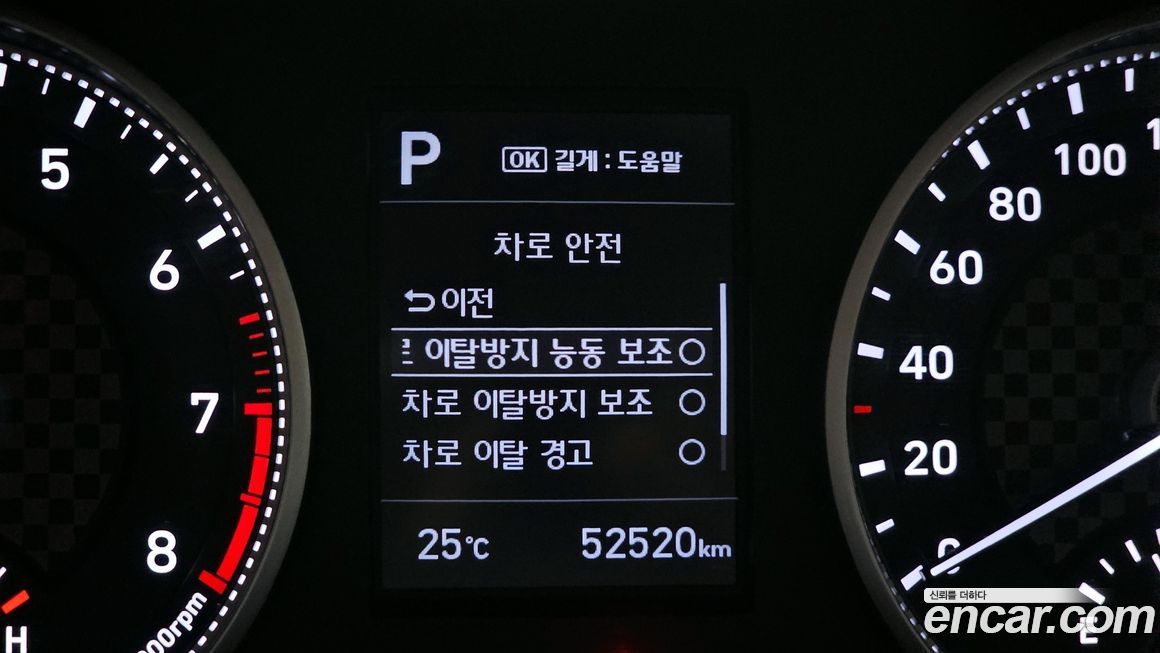 P
OK 길게 : 도움말
차로 안전
이전
이탈방지 능동 보조
차로 이탈방지 보조
차로 이탈 경고
25℃ 52520km
5
6
7
8
H
100
80
60
40
20
0
E
신뢰를 더하다
encar.com